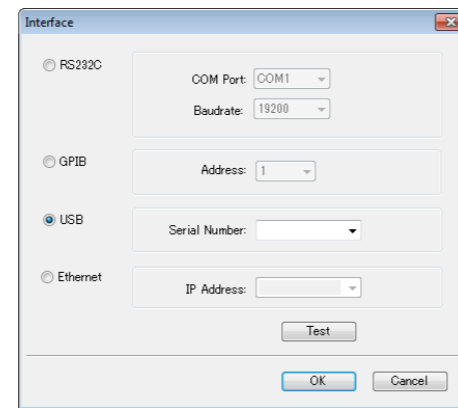 Interface
RS232C
COM Port: COM1
Baudrate: 19200
GPIB
Address: 1
USB
Serial Number:
Ethernet
IP Address:
Test
OK Cancel